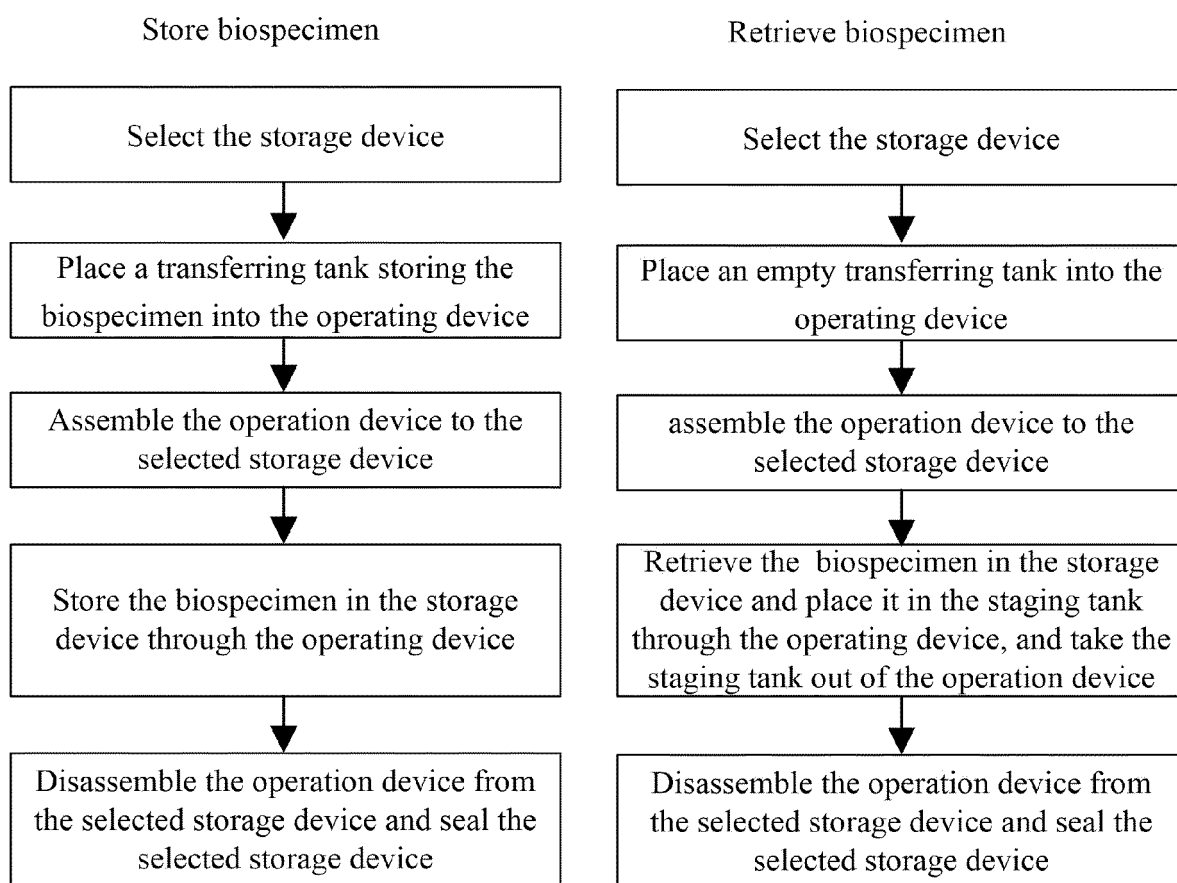 Store biospecimen
Select the storage device
Place a transferring tank storing the
biospecimen into the operating device
Assemble the operation device to the
selected storage device
Store the biospecimen in the storage
device through the operating device
Disassemble the operation device from
the selected storage device and seal the
selected storage device
Retrieve biospecimen
Select the storage device
Place an empty transferring tank into the
operating device
assemble the operation device to the
selected storage device
Retrieve the biospecimen in the storage
device and place it in the staging tank
through the operating device, and take the
staging tank out of the operation device
Disassemble the operation device from
the selected storage device and seal the
selected storage device